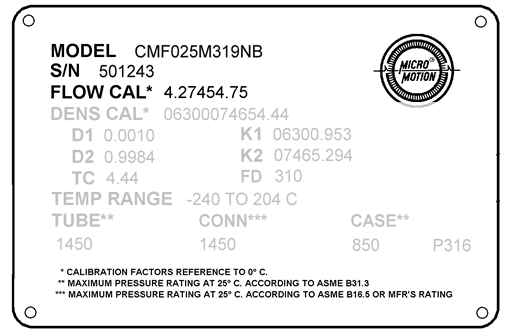 MODEL CMF025M319NB
S/N 501243
FLOW CAL* 4.27454.75
DENS CAL* 06300074654.44
D1 0.0010 K1 06300.953
D2 0.9984 K2 07465.294
TC 4.44 FD 310
TEMP RANGE -240 TO 204 C
TUBE** CONN*** CASE**
1450 1450 850 P316
* CALIBRATION FACTORS REFERENCE TO 0º C.
** MAXIMUM PRESSURE RATING AT 25º C. ACCORDING TO ASME B31.3
*** MAXIMUM PRESSURE RATING AT 25º C. ACCORDING TO ASME B16.5 OR MFR'S RATING
MICRO
MOTION